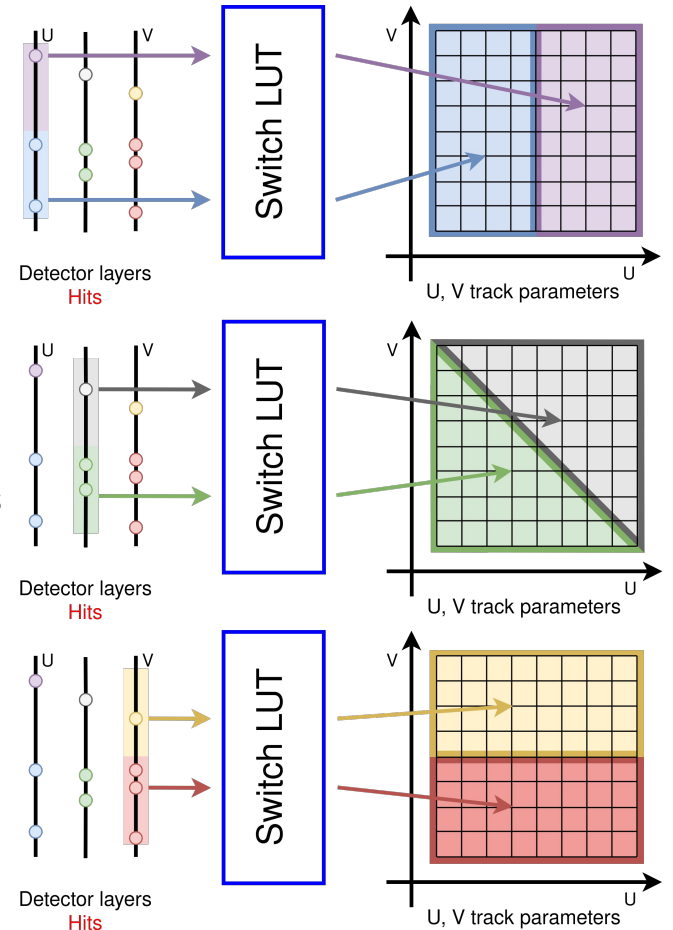 U
V
Switch LUT
V
U
Detector layers
Hits
U, V track parameters
U
V
Switch LUT
V
U
Detector layers
Hits
U, V track parameters
U
V
Switch LUT
V
U
Detector layers
Hits
U, V track parameters